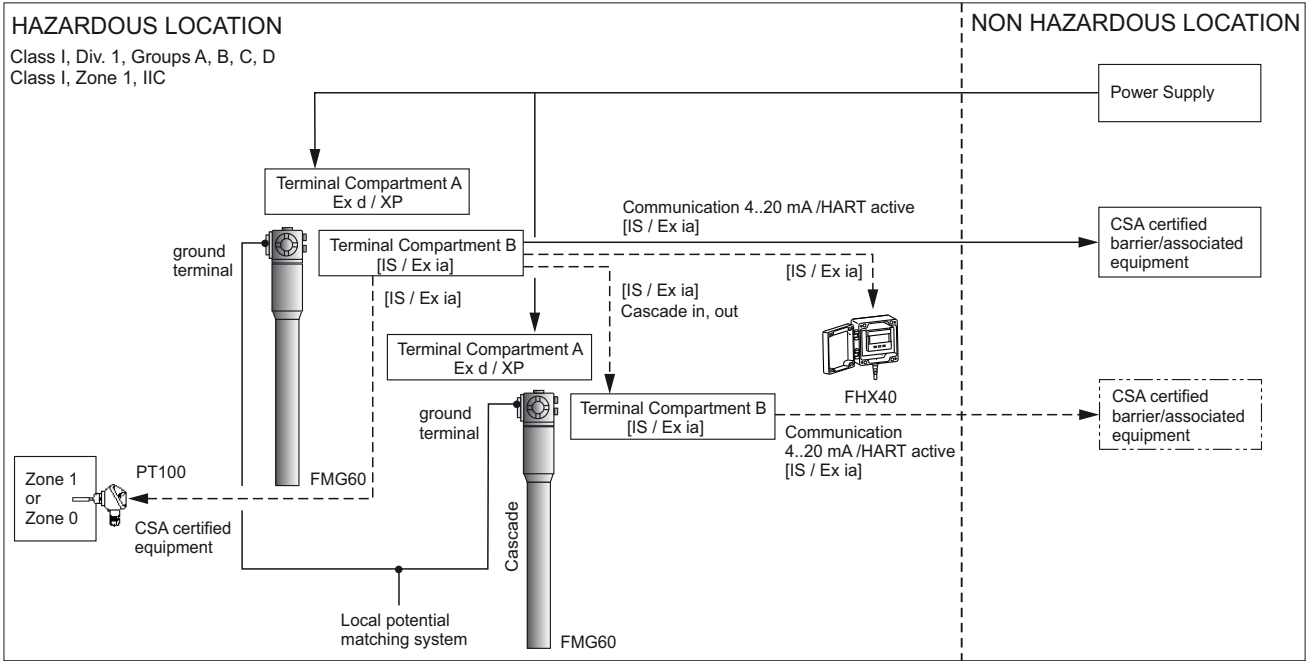 HAZARDOUS LOCATION
Class I, Div. 1, Groups A, B, C, D
Class I, Zone 1, IIC
NON HAZARDOUS LOCATION
Power Supply
Terminal Compartment A
Ex d / XP
Communication 4..20 mA /HART active
[IS / Ex ia]
CSA certified
barrier/associated
equipment
ground
terminal
Terminal Compartment B
[IS / Ex ia]
[IS / Ex ia]
[IS / Ex ia]
Cascade in, out
[IS / Ex ia]
Terminal Compartment A
Ex d / XP
FHX40
ground
terminal
Terminal Compartment B
[IS / Ex ia]
CSA certified
barrier/associated
equipment
Communication
4..20 mA /HART active
[IS / Ex ia]
Zone 1
or
Zone 0
PT100
CSA certified
equipment
FMG60
Cascade
Local potential
matching system
FMG60